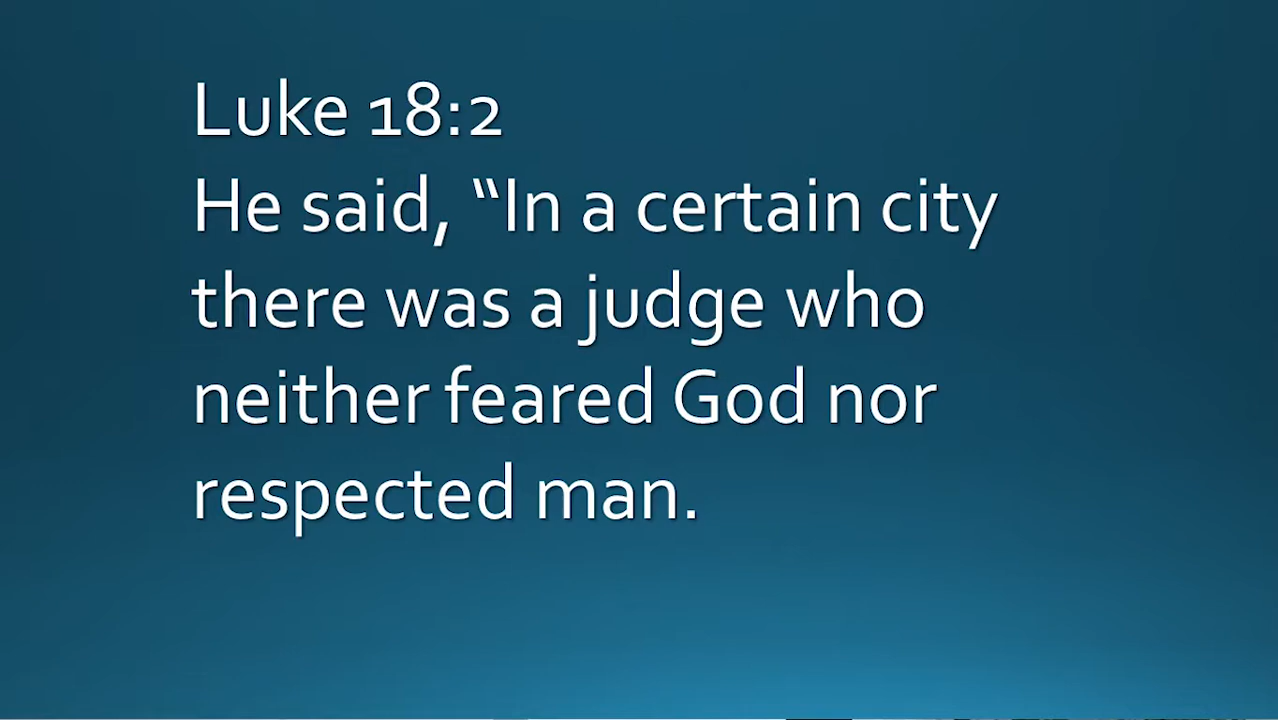 Luke 18:2
He said, “In a certain city
there was a judge who
neither feared God nor
respected man.